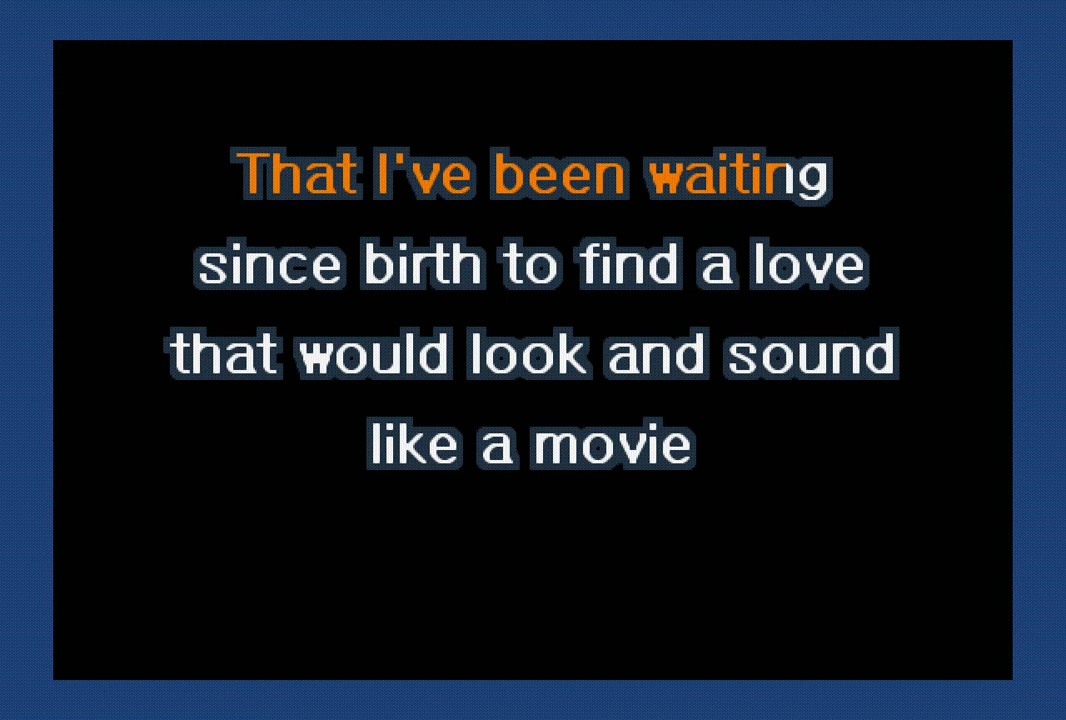 That I've been waiting
since birth to find a love
that would look and sound
like a movie